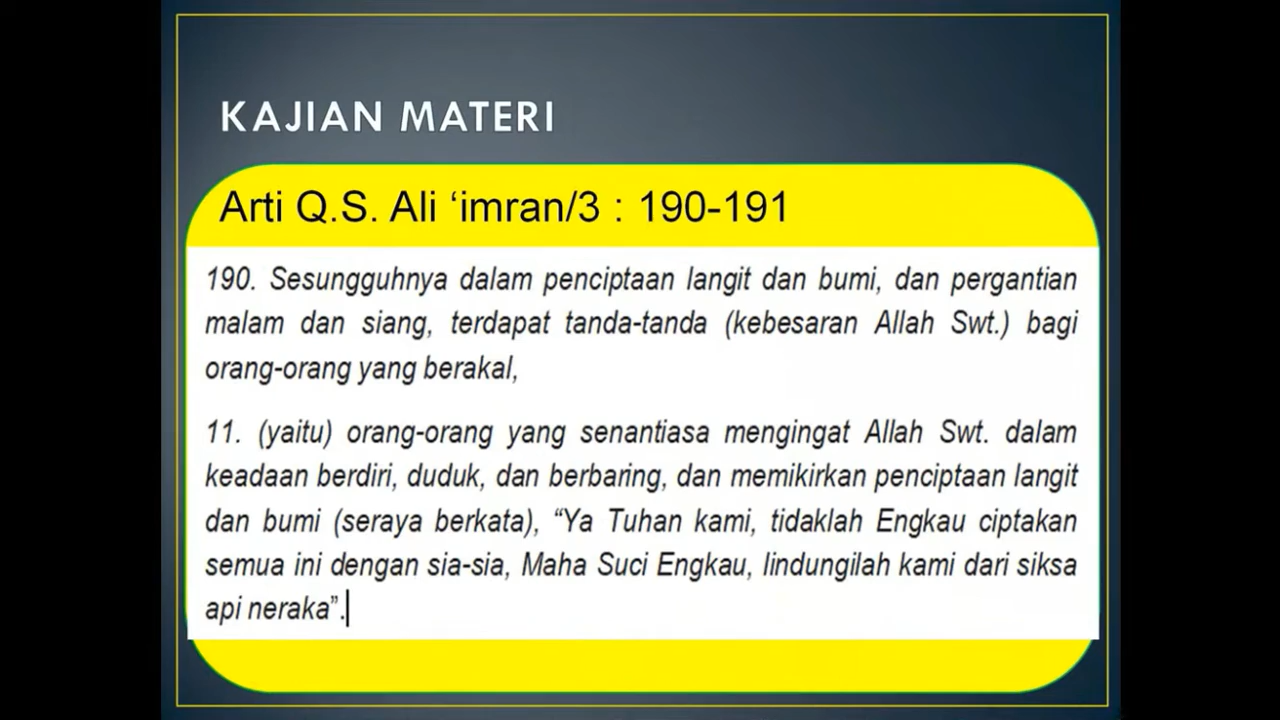 KAJIAN MATERI
Arti Q.S. Ali ‘imran/3 : 190-191
190. Sesungguhnya dalam penciptaan langit dan bumi, dan pergantian
malam dan siang, terdapat tanda-tanda (kebesaran Allah Swt.) bagi
orang-orang yang berakal,
11. (yaitu) orang-orang yang senantiasa mengingat Allah Swt. dalam
keadaan berdiri, duduk, dan berbaring, dan memikirkan penciptaan langit
dan bumi (seraya berkata), “Ya Tuhan kami, tidaklah Engkau ciptakan
semua ini dengan sia-sia, Maha Suci Engkau, lindungilah kami dari siksa
api neraka”.